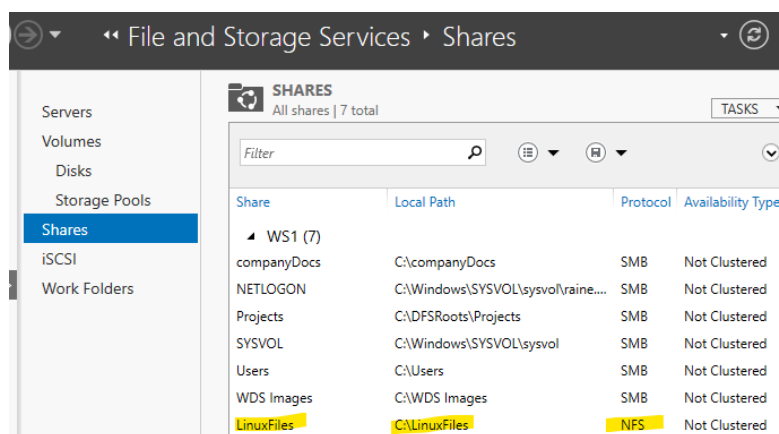 File and Storage Services Shares
SHARES
All shares | 7 total
TASKS
Servers
Volumes
Disks
Storage Pools
Shares
iSCSI
Work Folders
Filter
Share Local Path Protocol Availability Type
WS1 (7)
companyDocs C:\companyDocs SMB Not Clustered
NETLOGON C:\Windows\SYSVOL\sysvol\raine.... SMB Not Clustered
Projects C:\DFSRoots\Projects SMB Not Clustered
SYSVOL C:\Windows\SYSVOL\sysvol SMB Not Clustered
Users C:\Users SMB Not Clustered
WDS Images C:\WDS Images SMB Not Clustered
LinuxFiles C:\LinuxFiles NFS Not Clustered